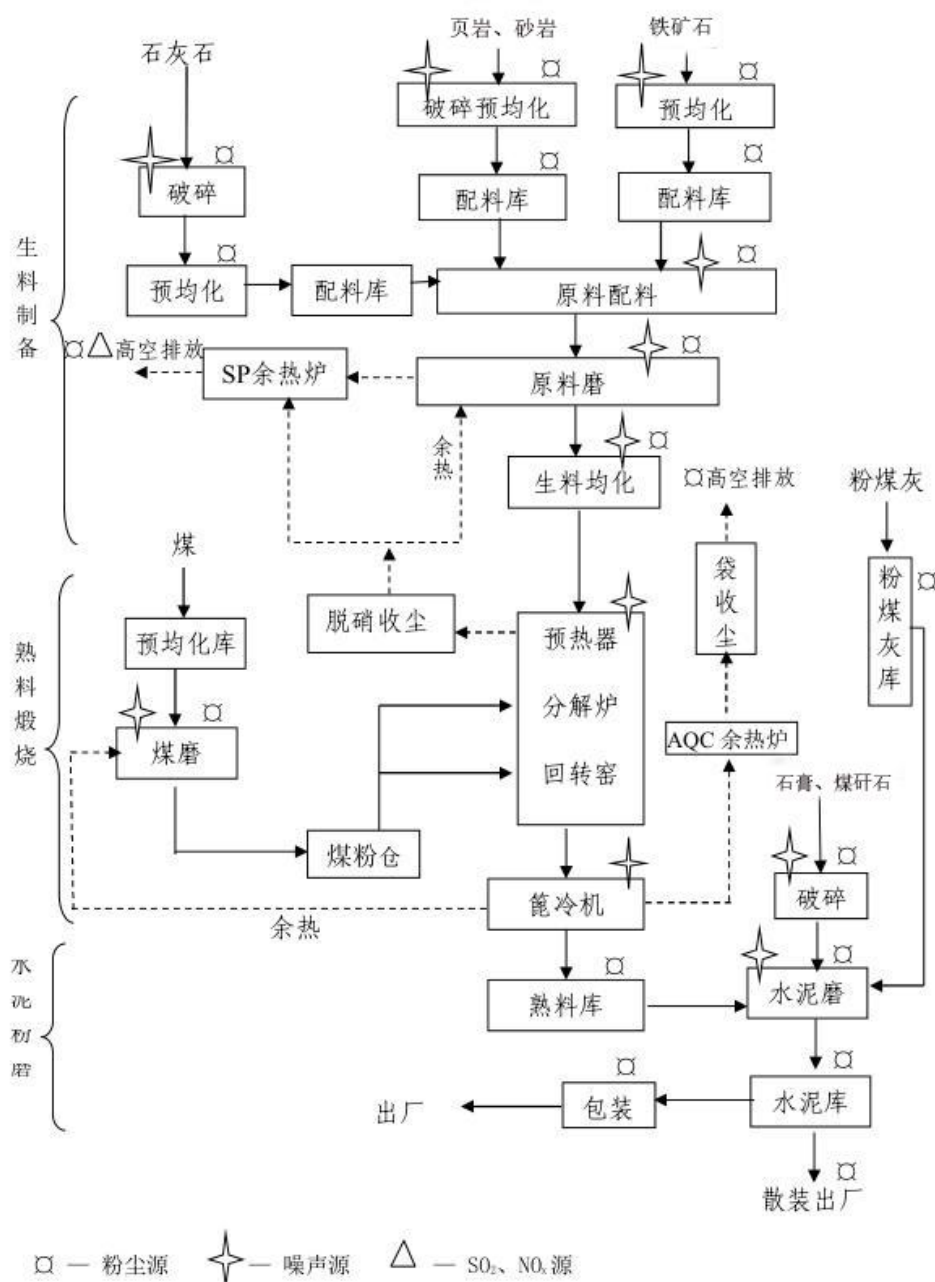 页岩、砂岩
铁矿石
石灰石
破碎预均化
预均化
破碎
配料库
配料库
生料制备
预均化
配料库
原料配料
高空排放
SP余热炉
原料磨
余热
生料均化
高空排放
粉煤灰
煤
袋收尘
粉煤灰库
脱硝收尘
预热器
预均化库
熟料煅烧
分解炉
煤磨
AQC 余热炉
回转窑
石膏、煤矸石
煤粉仓
破碎
篦冷机
余热
水泥粉磨
熟料库
水泥磨
出厂
包装
水泥库
散装出厂
— 粉尘源
— 噪声源
— SO₂、NOₓ源